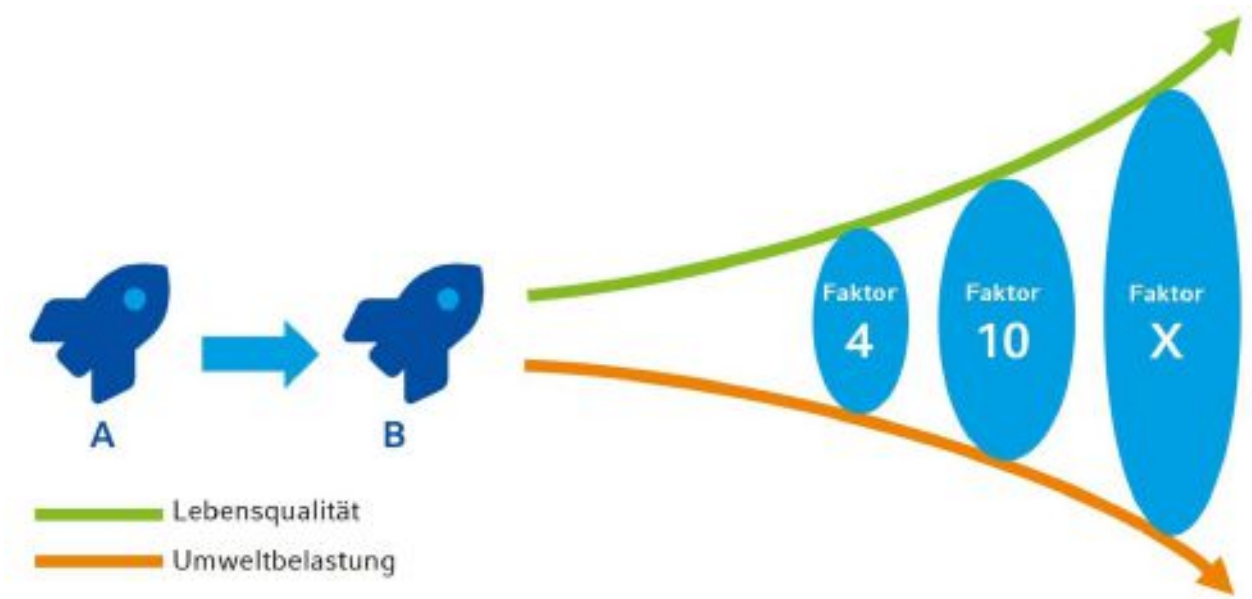 Faktor
4
Faktor
10
Faktor
X
A
B
Lebensqualität
Umweltbelastung